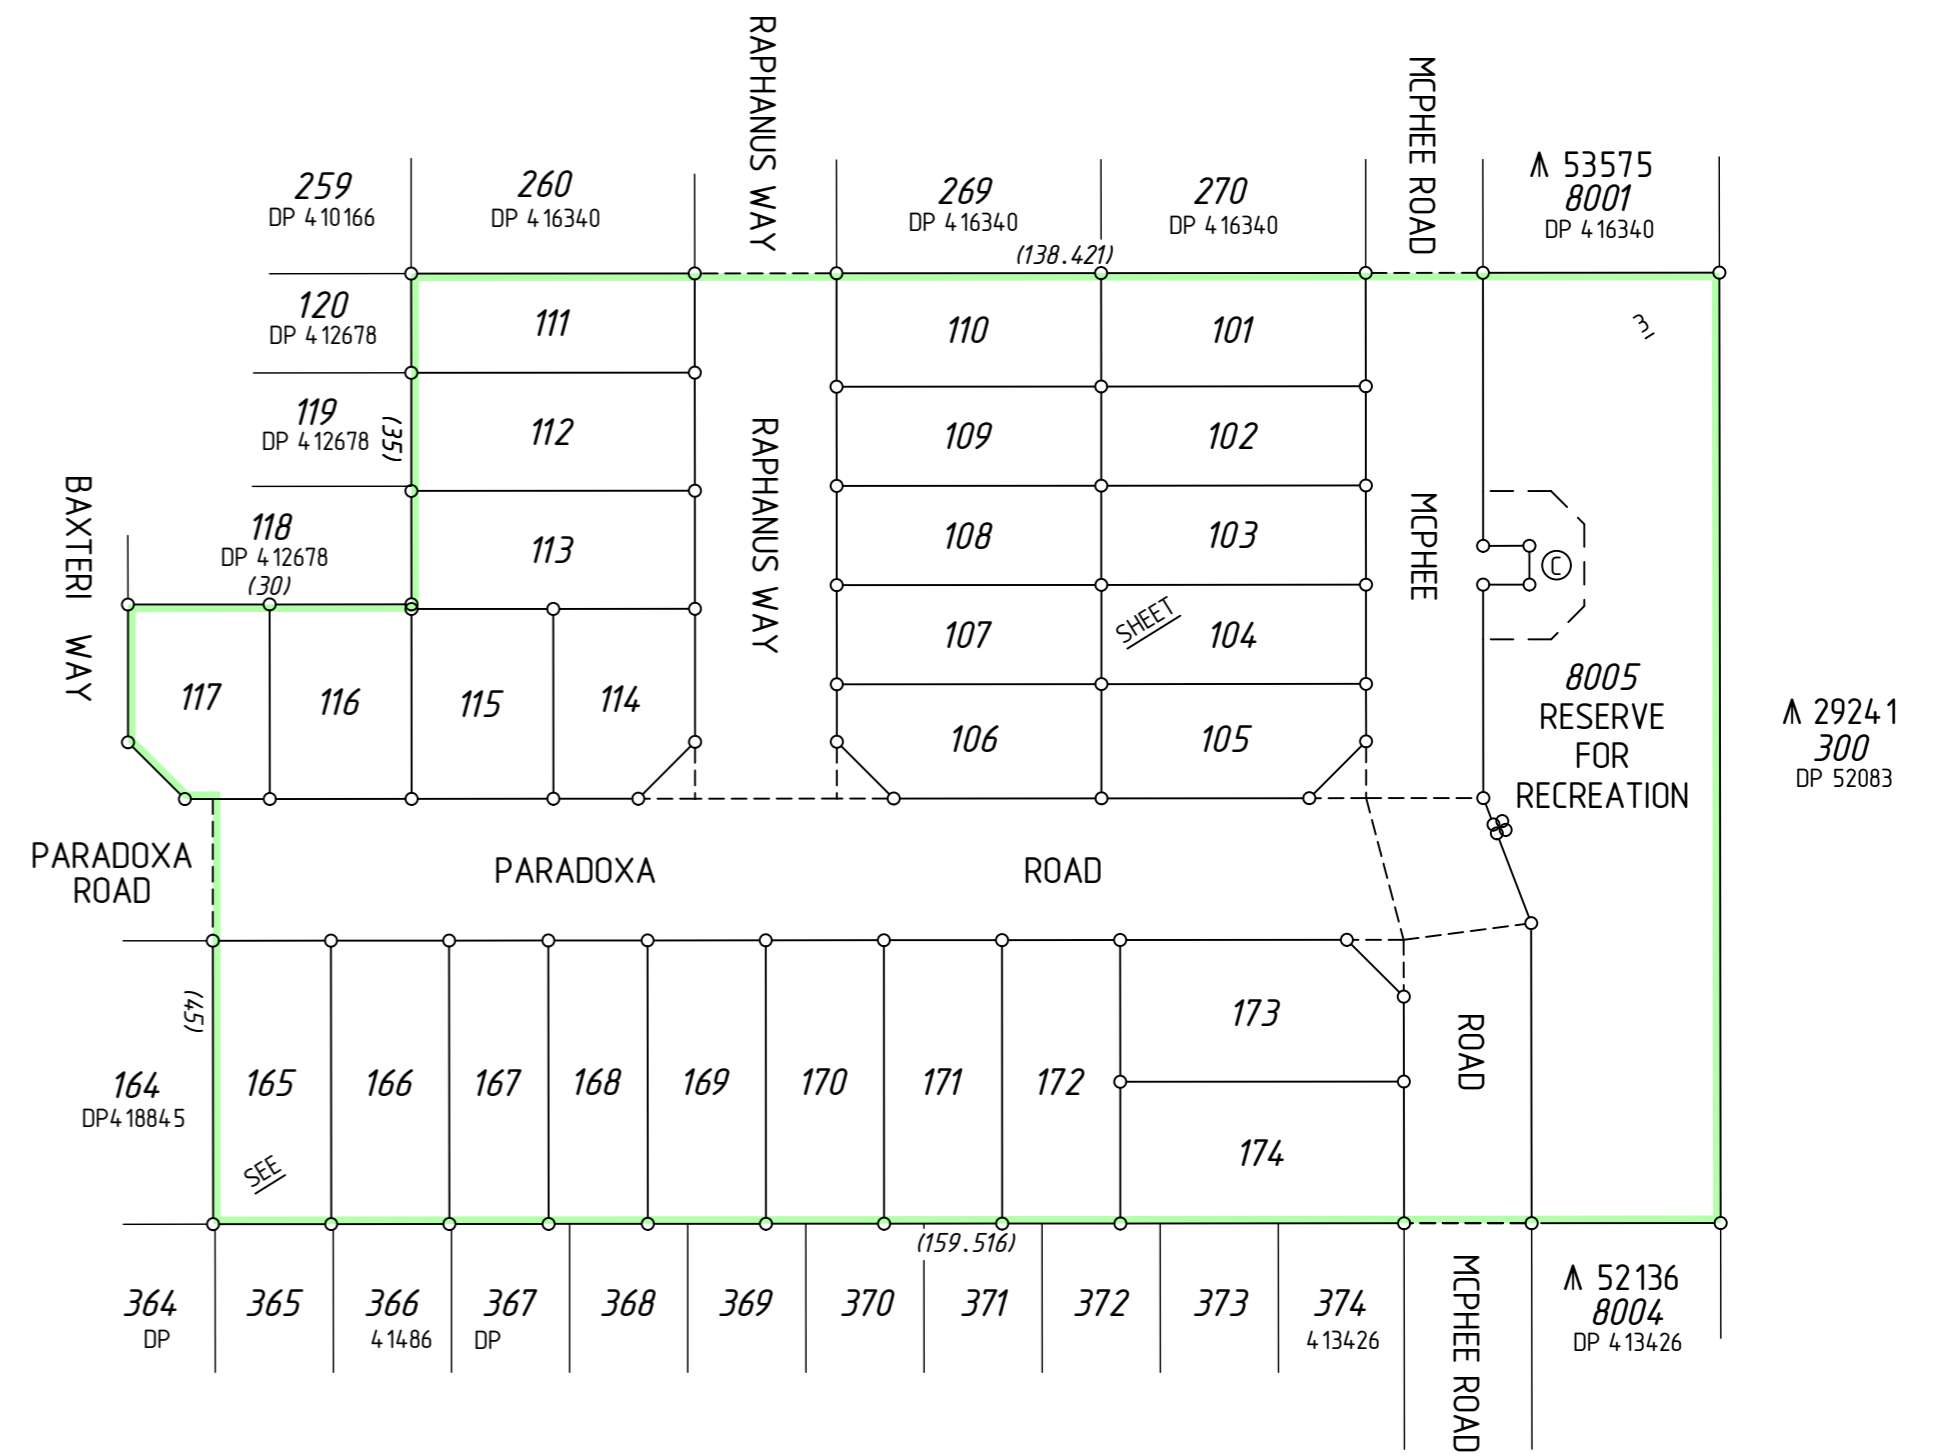 RAPHANUS WAY
MCPHEE ROAD
259
DP 410166
260
DP 416340
269
DP 416340
270
DP 416340
53575
8001
DP 416340
(138.421)
120
DP 412678
111
110
101
3
119
DP 412678
(35)
112
109
102
BAXTERI WAY
RAPHANUS WAY
MCPHEE
118
DP 412678
(30)
113
108
103
C
107
SHEET
104
117
116
115
114
106
105
8005
RESERVE
FOR
RECREATION
29241
300
DP 52083
PARADOXA
ROAD
PARADOXA ROAD
(45)
173
ROAD
164
DP418845
165
166
167
168
169
170
171
172
174
SEE
(159.516)
364
DP
365
366
41486
367
DP
368
369
370
371
372
373
374
413426
MCPHEE ROAD
52136
8004
DP 413426